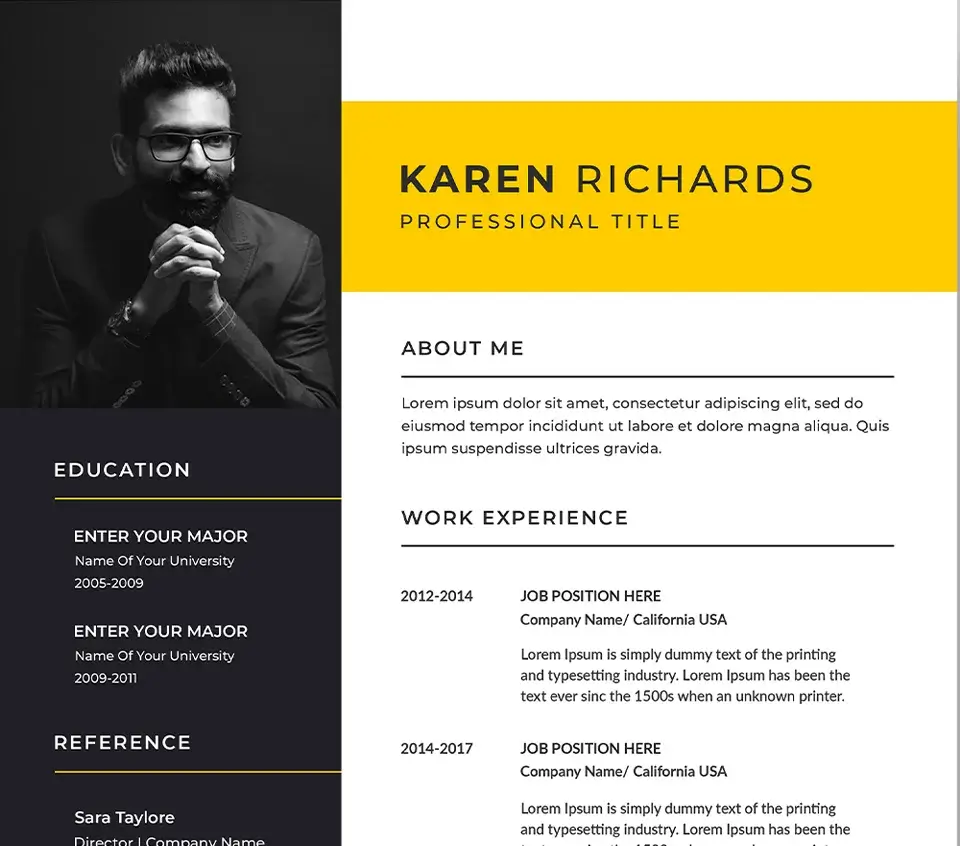 KAREN RICHARDS
PROFESSIONAL TITLE
EDUCATION
ENTER YOUR MAJOR
Name Of Your University
2005-2009
ENTER YOUR MAJOR
Name Of Your University
2009-2011
REFERENCE
Sara Taylore
Director | Company Name
ABOUT ME
Lorem ipsum dolor sit amet, consectetur adipiscing elit, sed do
eiusmod tempor incididunt ut labore et dolore magna aliqua. Quis
ipsum suspendisse ultrices gravida.
WORK EXPERIENCE
2012-2014
JOB POSITION HERE
Company Name/ California USA
Lorem Ipsum is simply dummy text of the printing
and typesetting industry. Lorem Ipsum has been the
text ever sinc the 1500s when an unknown printer.
2014-2017
JOB POSITION HERE
Company Name/ California USA
Lorem Ipsum is simply dummy text of the printing
and typesetting industry. Lorem Ipsum has been the